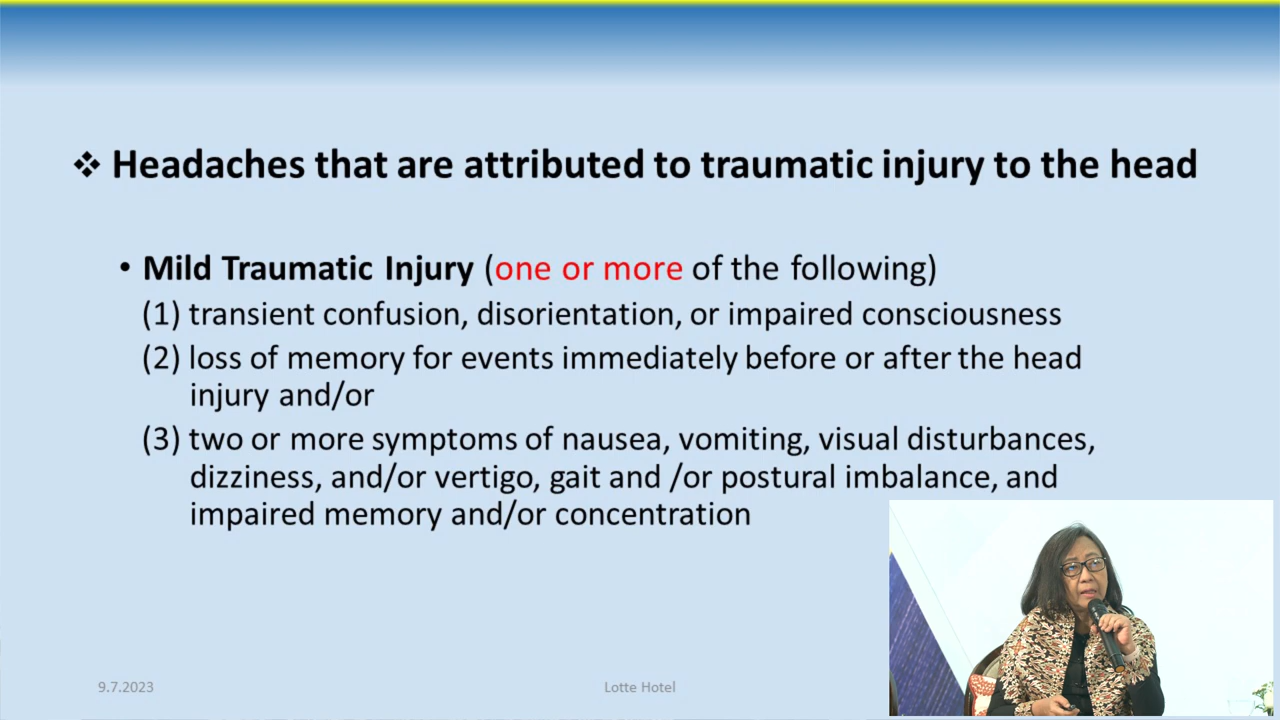 ❖ Headaches that are attributed to traumatic injury to the head
• Mild Traumatic Injury (one or more of the following)
(1) transient confusion, disorientation, or impaired consciousness
(2) loss of memory for events immediately before or after the head
injury and/or
(3) two or more symptoms of nausea, vomiting, visual disturbances,
dizziness, and/or vertigo, gait and /or postural imbalance, and
impaired memory and/or concentration
9.7.2023
Lotte Hotel